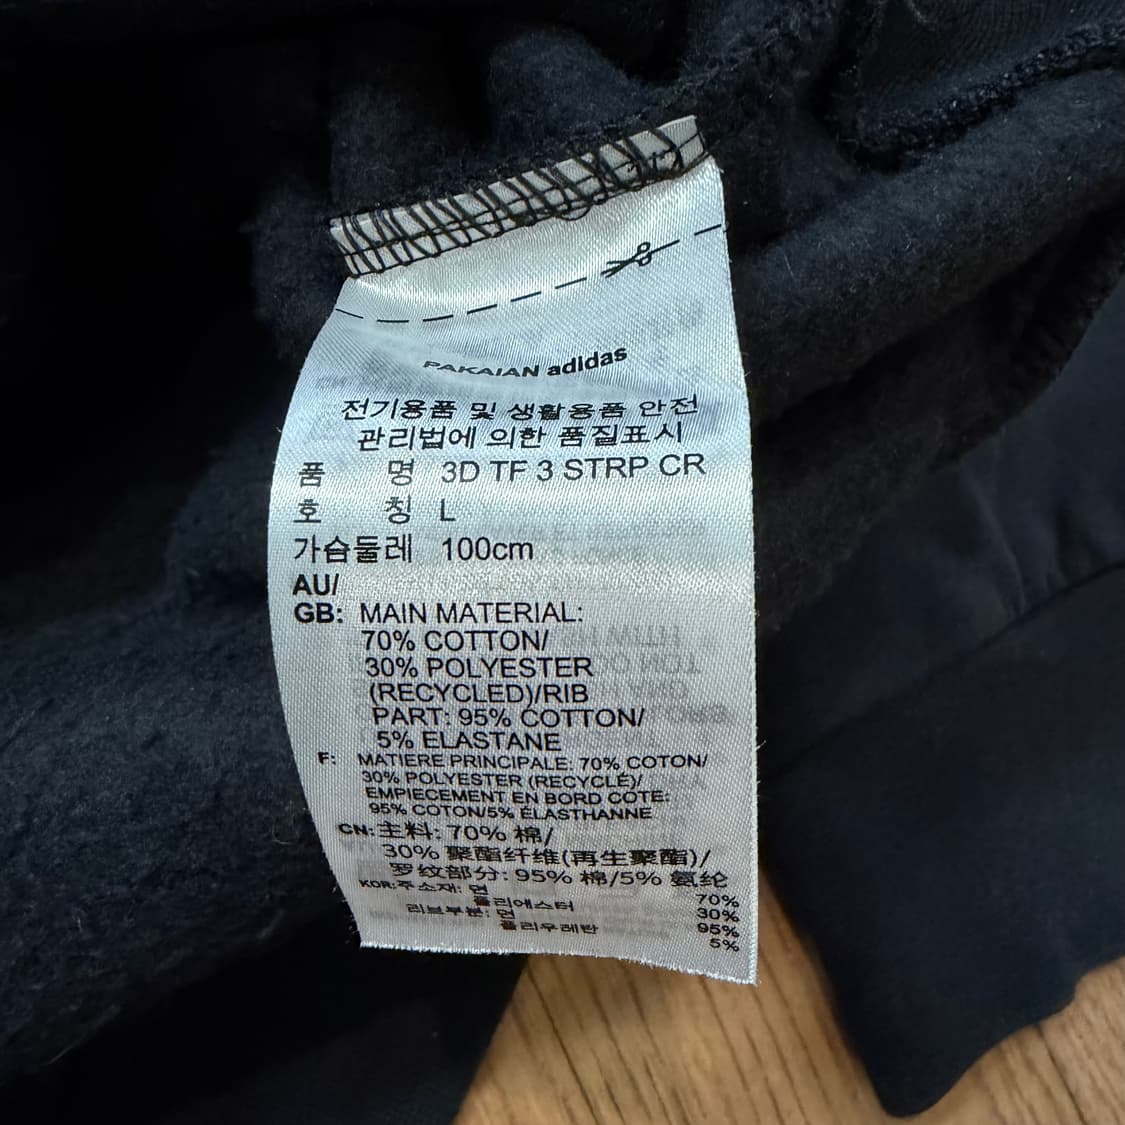 PAKAIAN adidas
전기용품 및 생활용품 안전
관리법에 의한 품질표시
품 명 3D TF 3 STRP CR
호 칭 L
가슴둘레 100cm
AU/
GB: MAIN MATERIAL:
70% COTTON/
30% POLYESTER
(RECYCLED)/RIB
PART: 95% COTTON/
5% ELASTANE
F: MATIERE PRINCIPALE: 70% COTON/
30% POLYESTER (RECYCLÉ)/
EMPIECEMENT EN BORD COTE:
95% COTON/5% ÉLASTHANNE
CN: 主料: 70% 棉/
30% 聚酯纤维(再生聚酯)/
罗纹部分: 95% 棉/5% 氨纶
KOR: 주소재: 면 70%
폴리에스터 30%
리브부분: 면 95%
폴리우레탄 5%